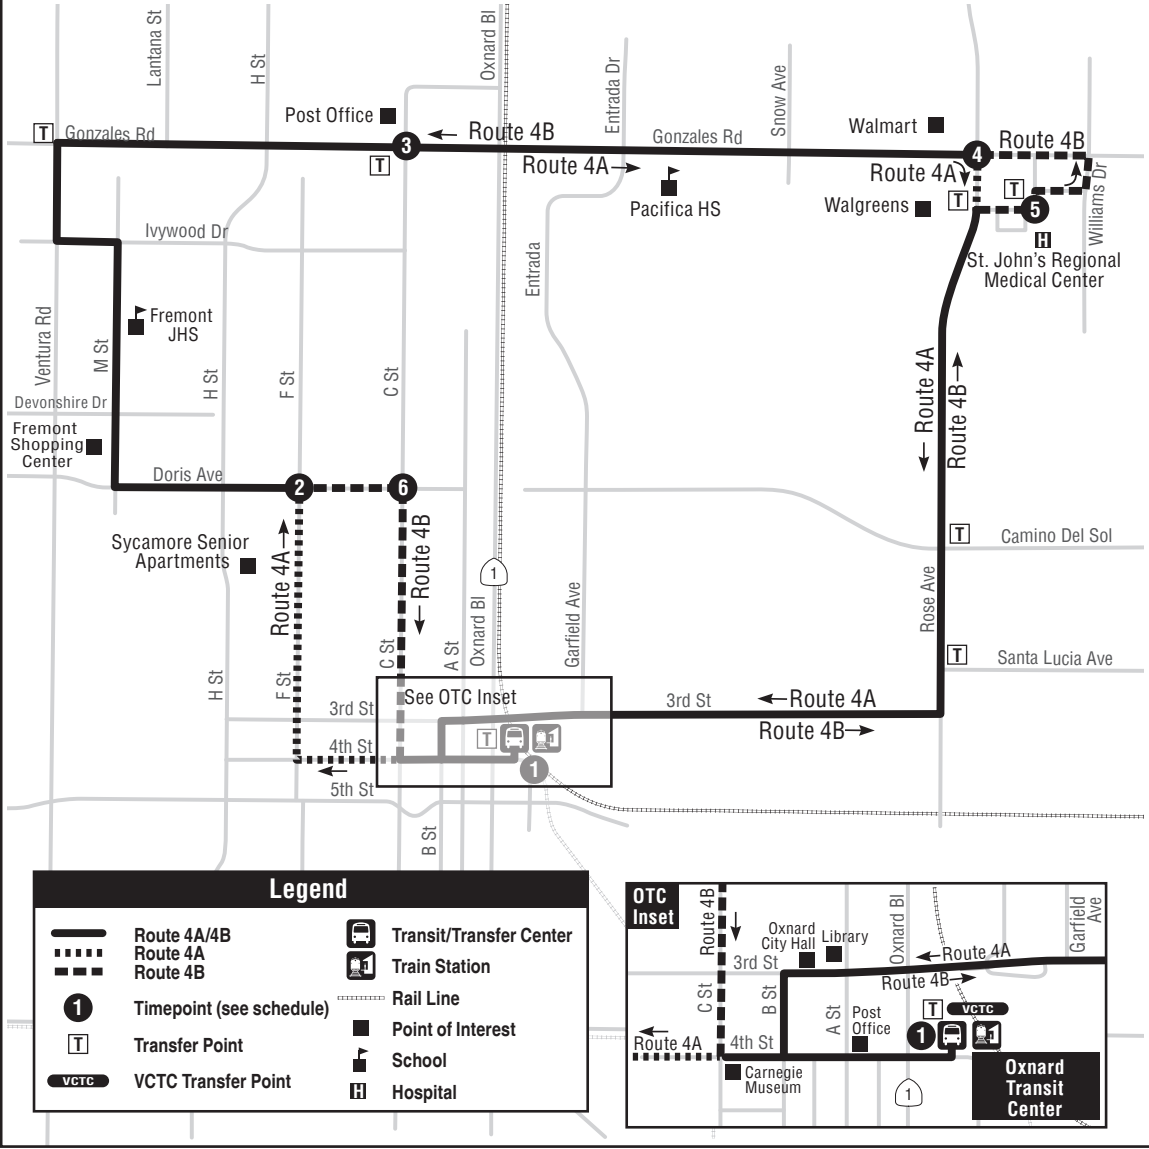 Lantana St
H St
Oxnard Bl
Entrada Dr
Snow Ave
Post Office
Walmart
T
Gonzales Rd
3
← Route 4B
Gonzales Rd
4
Route 4B
T
Route 4A →
Route 4A
Pacifica HS
Walgreens
T
T
5
Williams Dr
Ivywood Dr
H
St. John's Regional
Medical Center
Entrada
Fremont
JHS
Ventura Rd
M St
H St
F St
C St
← Route 4A
Route 4B →
Devonshire Dr
Fremont
Shopping
Center
Doris Ave
2
6
Sycamore Senior
Apartments
Route 4A →
← Route 4B
1
T
Camino Del Sol
Rose Ave
H St
F St
C St
A St
Oxnard Bl
Garfield Ave
T
Santa Lucia Ave
See OTC Inset
3rd St
3rd St
← Route 4A
Route 4B →
4th St
←
T
1
5th St
B St
Legend
Route 4A/4B
Route 4A
Route 4B
1
Timepoint (see schedule)
T
Transfer Point
VCTC
VCTC Transfer Point
Transit/Transfer Center
Train Station
Rail Line
Point of Interest
School
H
Hospital
OTC
Inset
Route 4B
Oxnard
City Hall
Library
Oxnard Bl
Garfield
Ave
3rd St
← Route 4A
Route 4B →
C St
B St
A St
Post
Office
T
VCTC
1
←
Route 4A
4th St
Carnegie
Museum
1
Oxnard
Transit
Center